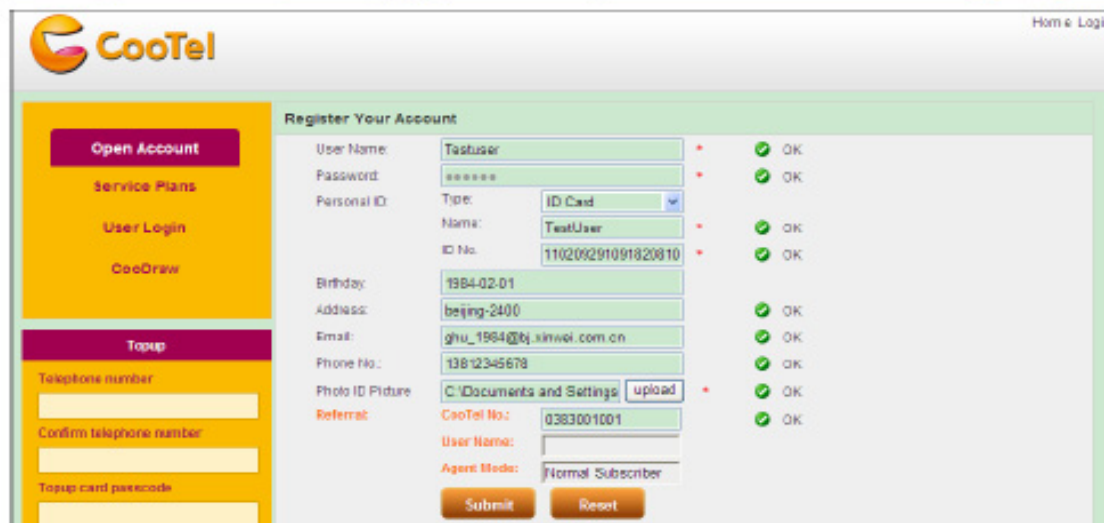 Home Logi
CooTel
Register Your Account
Open Account
Service Plans
User Login
CooDraw
User Name: Testuser * OK
Password: ●●●●●● * OK
Personal ID: Type: ID Card
Name: TestUser * OK
ID No. 110209291091820810 * OK
Birthday: 1984-02-01
Address: beijing-2400 OK
Email: ghu_1984@bj.xinwei.com.cn OK
Phone No.: 13812345678 OK
Photo ID Picture C:\Documents and Settings upload * OK
Referral: CooTel No.: 0383001001 OK
User Name:
Agent Mode: Normal Subscriber
Submit Reset
Topup
Telephone number
Confirm telephone number
Topup card passcode